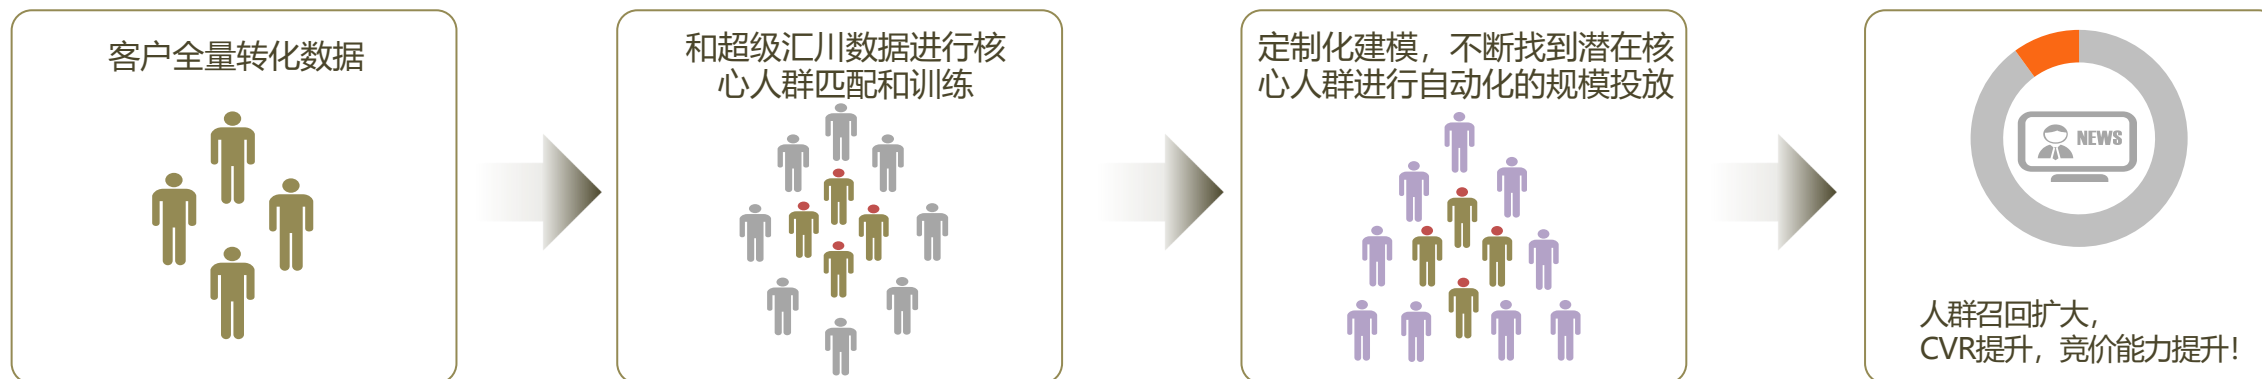 客户全量转化数据
和超级汇川数据进行核
心人群匹配和训练
定制化建模，不断找到潜在核
心人群进行自动化的规模投放
NEWS
人群召回扩大，
CVR提升，竞价能力提升！